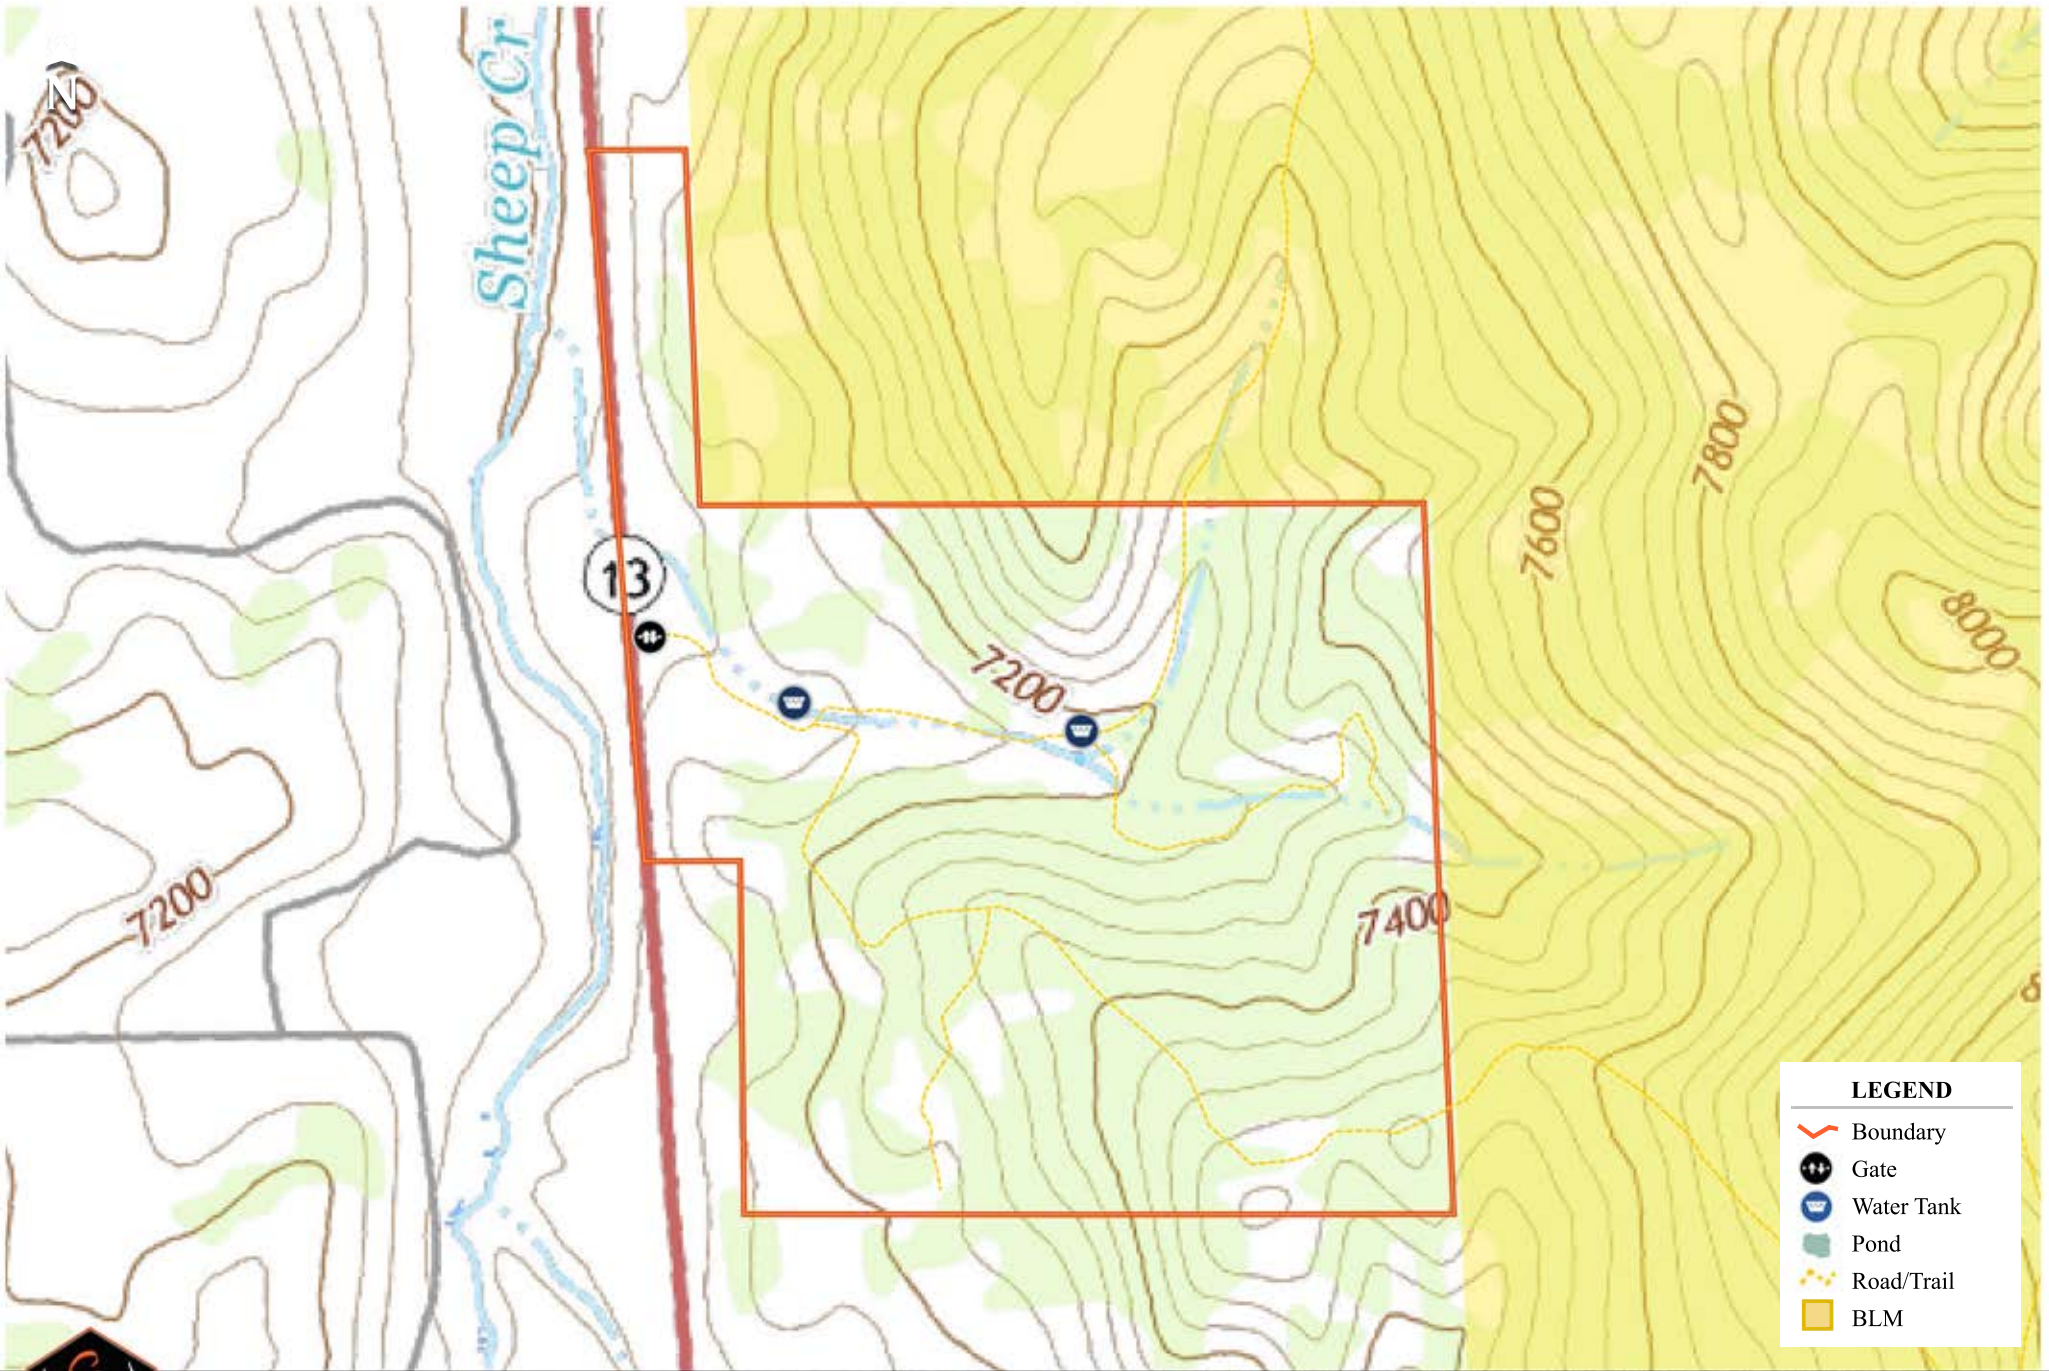 Sheep Cr
N
7200
13
7800
7600
8000
7200
7200
7400
LEGEND
Boundary
Gate
Water Tank
Pond
Road/Trail
BLM